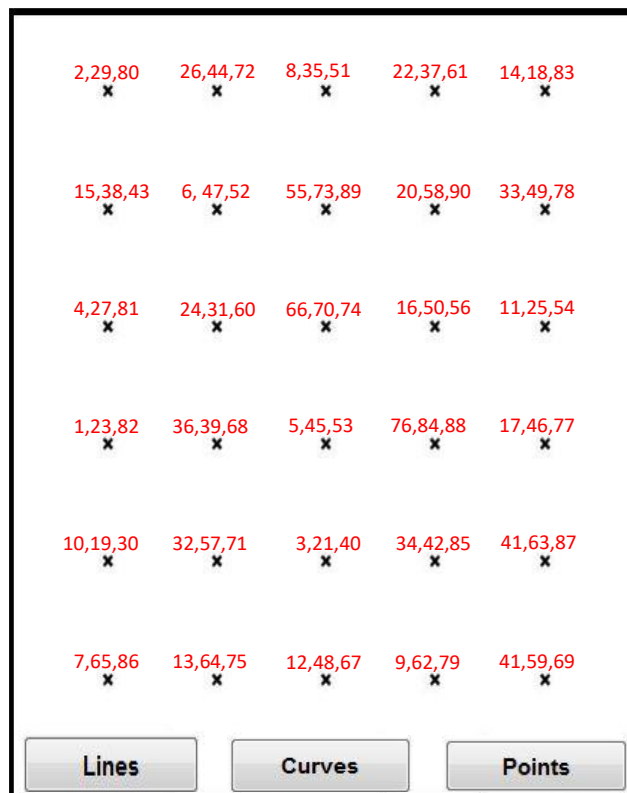 2,29,80 26,44,72 8,35,51 22,37,61 14,18,83
15,38,43 6, 47,52 55,73,89 20,58,90 33,49,78
4,27,81 24,31,60 66,70,74 16,50,56 11,25,54
1,23,82 36,39,68 5,45,53 76,84,88 17,46,77
10,19,30 32,57,71 3,21,40 34,42,85 41,63,87
7,65,86 13,64,75 12,48,67 9,62,79 41,59,69
Lines Curves Points